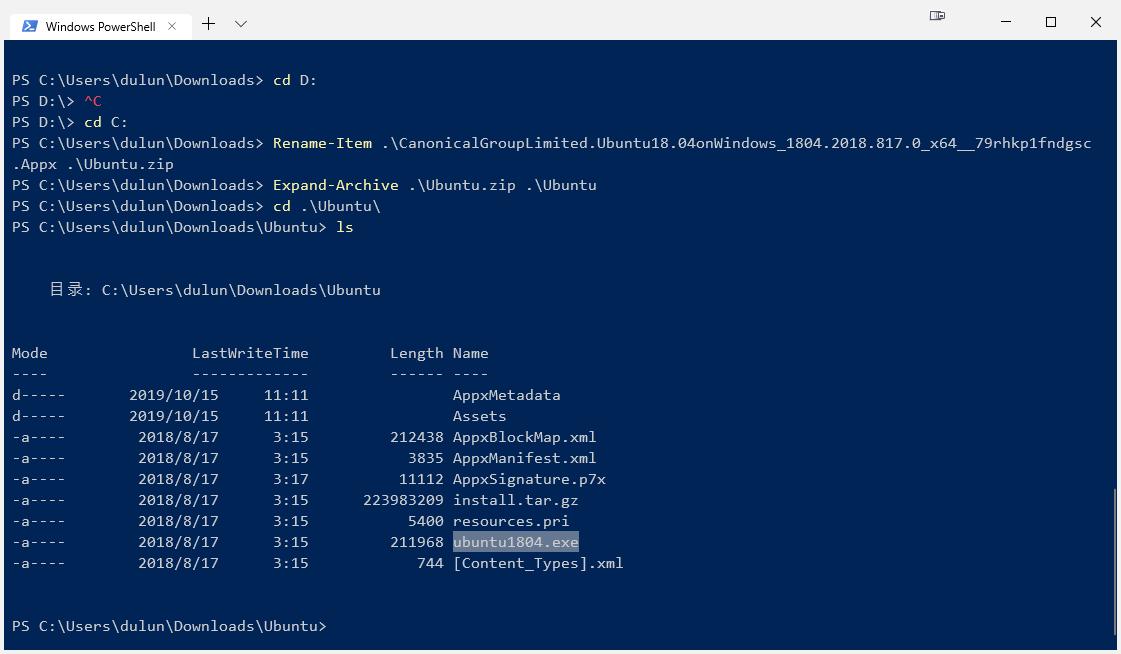 Windows PowerShell
PS C:\Users\dulun\Downloads> cd D:
PS D:\> ^C
PS D:\> cd C:
PS C:\Users\dulun\Downloads> Rename-Item .\CanonicalGroupLimited.Ubuntu18.04onWindows_1804.2018.817.0_x64__79rhkp1fndgsc
.Appx .\Ubuntu.zip
PS C:\Users\dulun\Downloads> Expand-Archive .\Ubuntu.zip .\Ubuntu
PS C:\Users\dulun\Downloads> cd .\Ubuntu\
PS C:\Users\dulun\Downloads\Ubuntu> ls
目录: C:\Users\dulun\Downloads\Ubuntu
Mode                LastWriteTime         Length Name
----                -------------         ------ ----
d-----       2019/10/15     11:11                AppxMetadata
d-----       2019/10/15     11:11                Assets
-a----        2018/8/17      3:15         212438 AppxBlockMap.xml
-a----        2018/8/17      3:15           3835 AppxManifest.xml
-a----        2018/8/17      3:17          11112 AppxSignature.p7x
-a----        2018/8/17      3:15      223983209 install.tar.gz
-a----        2018/8/17      3:15           5400 resources.pri
-a----        2018/8/17      3:15         211968 ubuntu1804.exe
-a----        2018/8/17      3:15            744 [Content_Types].xml
PS C:\Users\dulun\Downloads\Ubuntu>